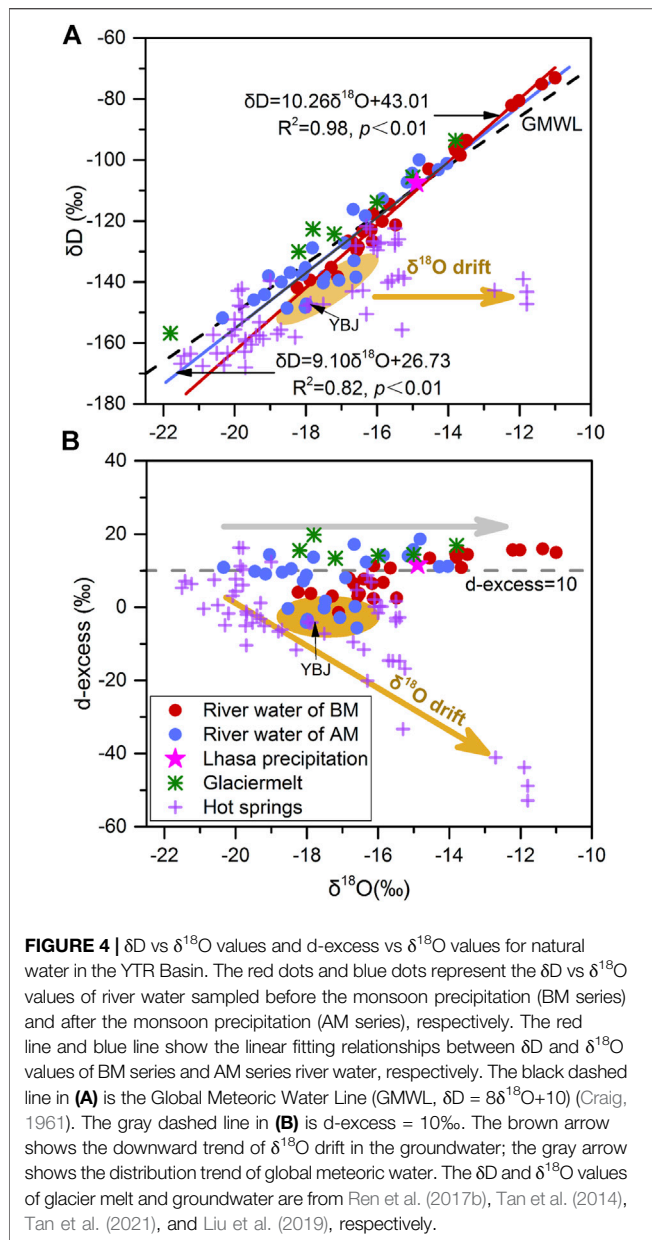 A
-60
-80
-100
-120
-140
-160
-180
δD (‰)
δD=10.26δ¹⁸O+43.01
R²=0.98, p<0.01
GMWL
δ¹⁸O drift
YBJ
δD=9.10δ¹⁸O+26.73
R²=0.82, p<0.01
-22 -20 -18 -16 -14 -12 -10
B
40
20
0
-20
-40
-60
d-excess (‰)
d-excess=10
YBJ
δ¹⁸O drift
River water of BM
River water of AM
Lhasa precipitation
Glaciermelt
Hot springs
-22 -20 -18 -16 -14 -12 -10
δ¹⁸O(‰)
FIGURE 4 | δD vs δ¹⁸O values and d-excess vs δ¹⁸O values for natural
water in the YTR Basin. The red dots and blue dots represent the δD vs δ¹⁸O
values of river water sampled before the monsoon precipitation (BM series)
and after the monsoon precipitation (AM series), respectively. The red
line and blue line show the linear fitting relationships between δD and δ¹⁸O
values of BM series and AM series river water, respectively. The black dashed
line in (A) is the Global Meteoric Water Line (GMWL, δD = 8δ¹⁸O+10) (Craig,
1961). The gray dashed line in (B) is d-excess = 10‰. The brown arrow
shows the downward trend of δ¹⁸O drift in the groundwater; the gray arrow
shows the distribution trend of global meteoric water. The δD and δ¹⁸O values
of glacier melt and groundwater are from Ren et al. (2017b), Tan et al. (2014),
Tan et al. (2021), and Liu et al. (2019), respectively.